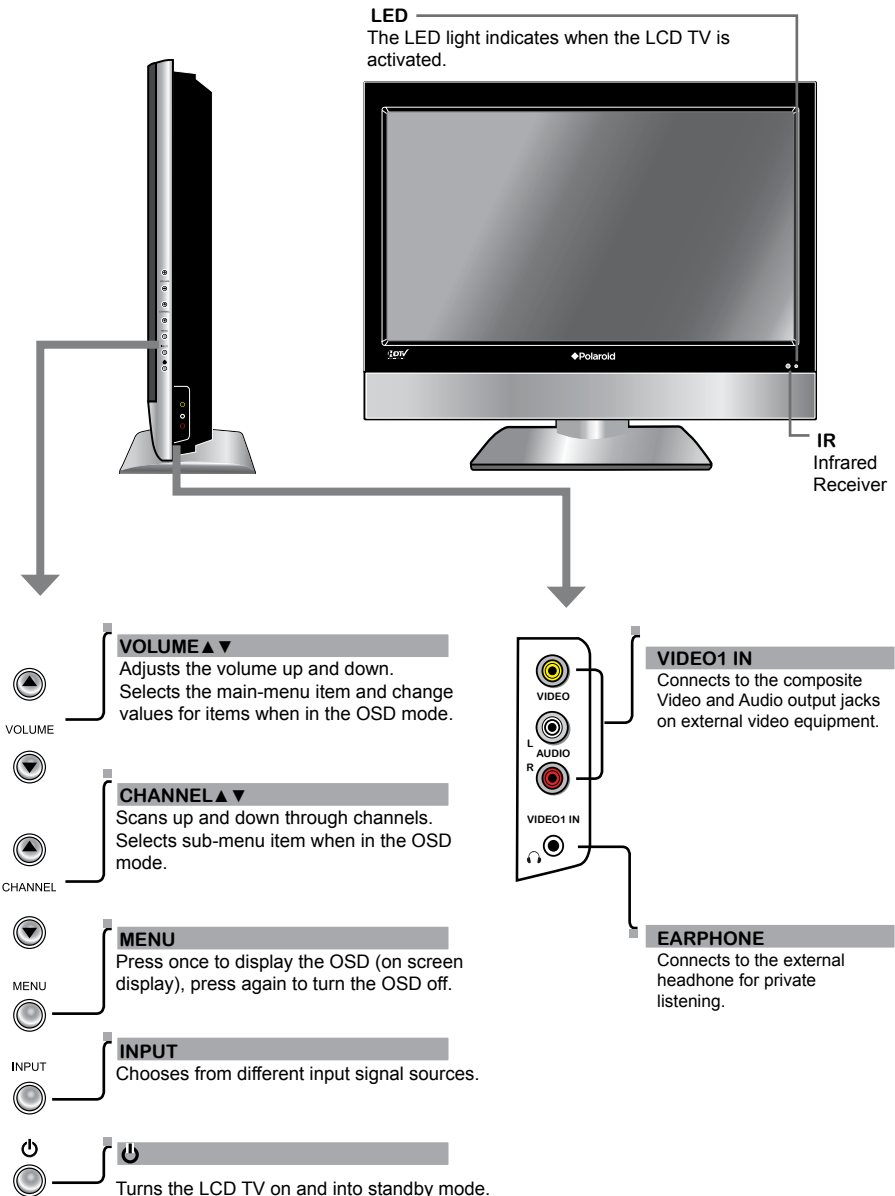 LED
The LED light indicates when the LCD TV is
activated.
HDTV
Polaroid
IR
Infrared
Receiver
VOLUME
VOLUME▲▼
Adjusts the volume up and down.
Selects the main-menu item and change
values for items when in the OSD mode.
CHANNEL
CHANNEL▲▼
Scans up and down through channels.
Selects sub-menu item when in the OSD
mode.
MENU
MENU
Press once to display the OSD (on screen
display), press again to turn the OSD off.
INPUT
INPUT
Chooses from different input signal sources.
Turns the LCD TV on and into standby mode.
VIDEO
L
AUDIO
R
VIDEO1 IN
VIDEO1 IN
Connects to the composite
Video and Audio output jacks
on external video equipment.
EARPHONE
Connects to the external
headhone for private
listening.